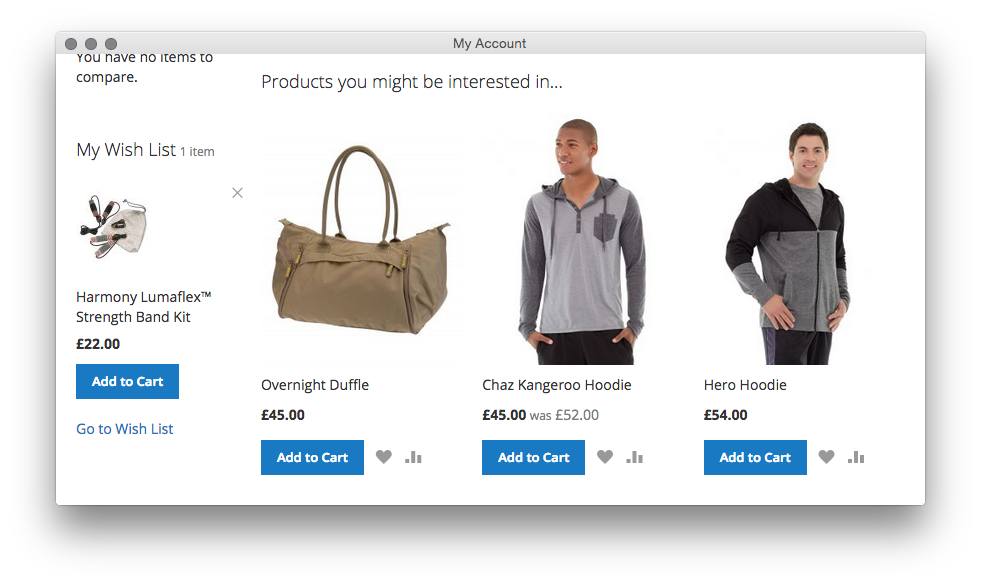 My Account
You have no items to
compare.
My Wish List 1 item
Harmony Lumaflex™
Strength Band Kit
£22.00
Add to Cart
Go to Wish List
Products you might be interested in...
Overnight Duffle
£45.00
Add to Cart
Chaz Kangeroo Hoodie
£45.00 was £52.00
Add to Cart
Hero Hoodie
£54.00
Add to Cart